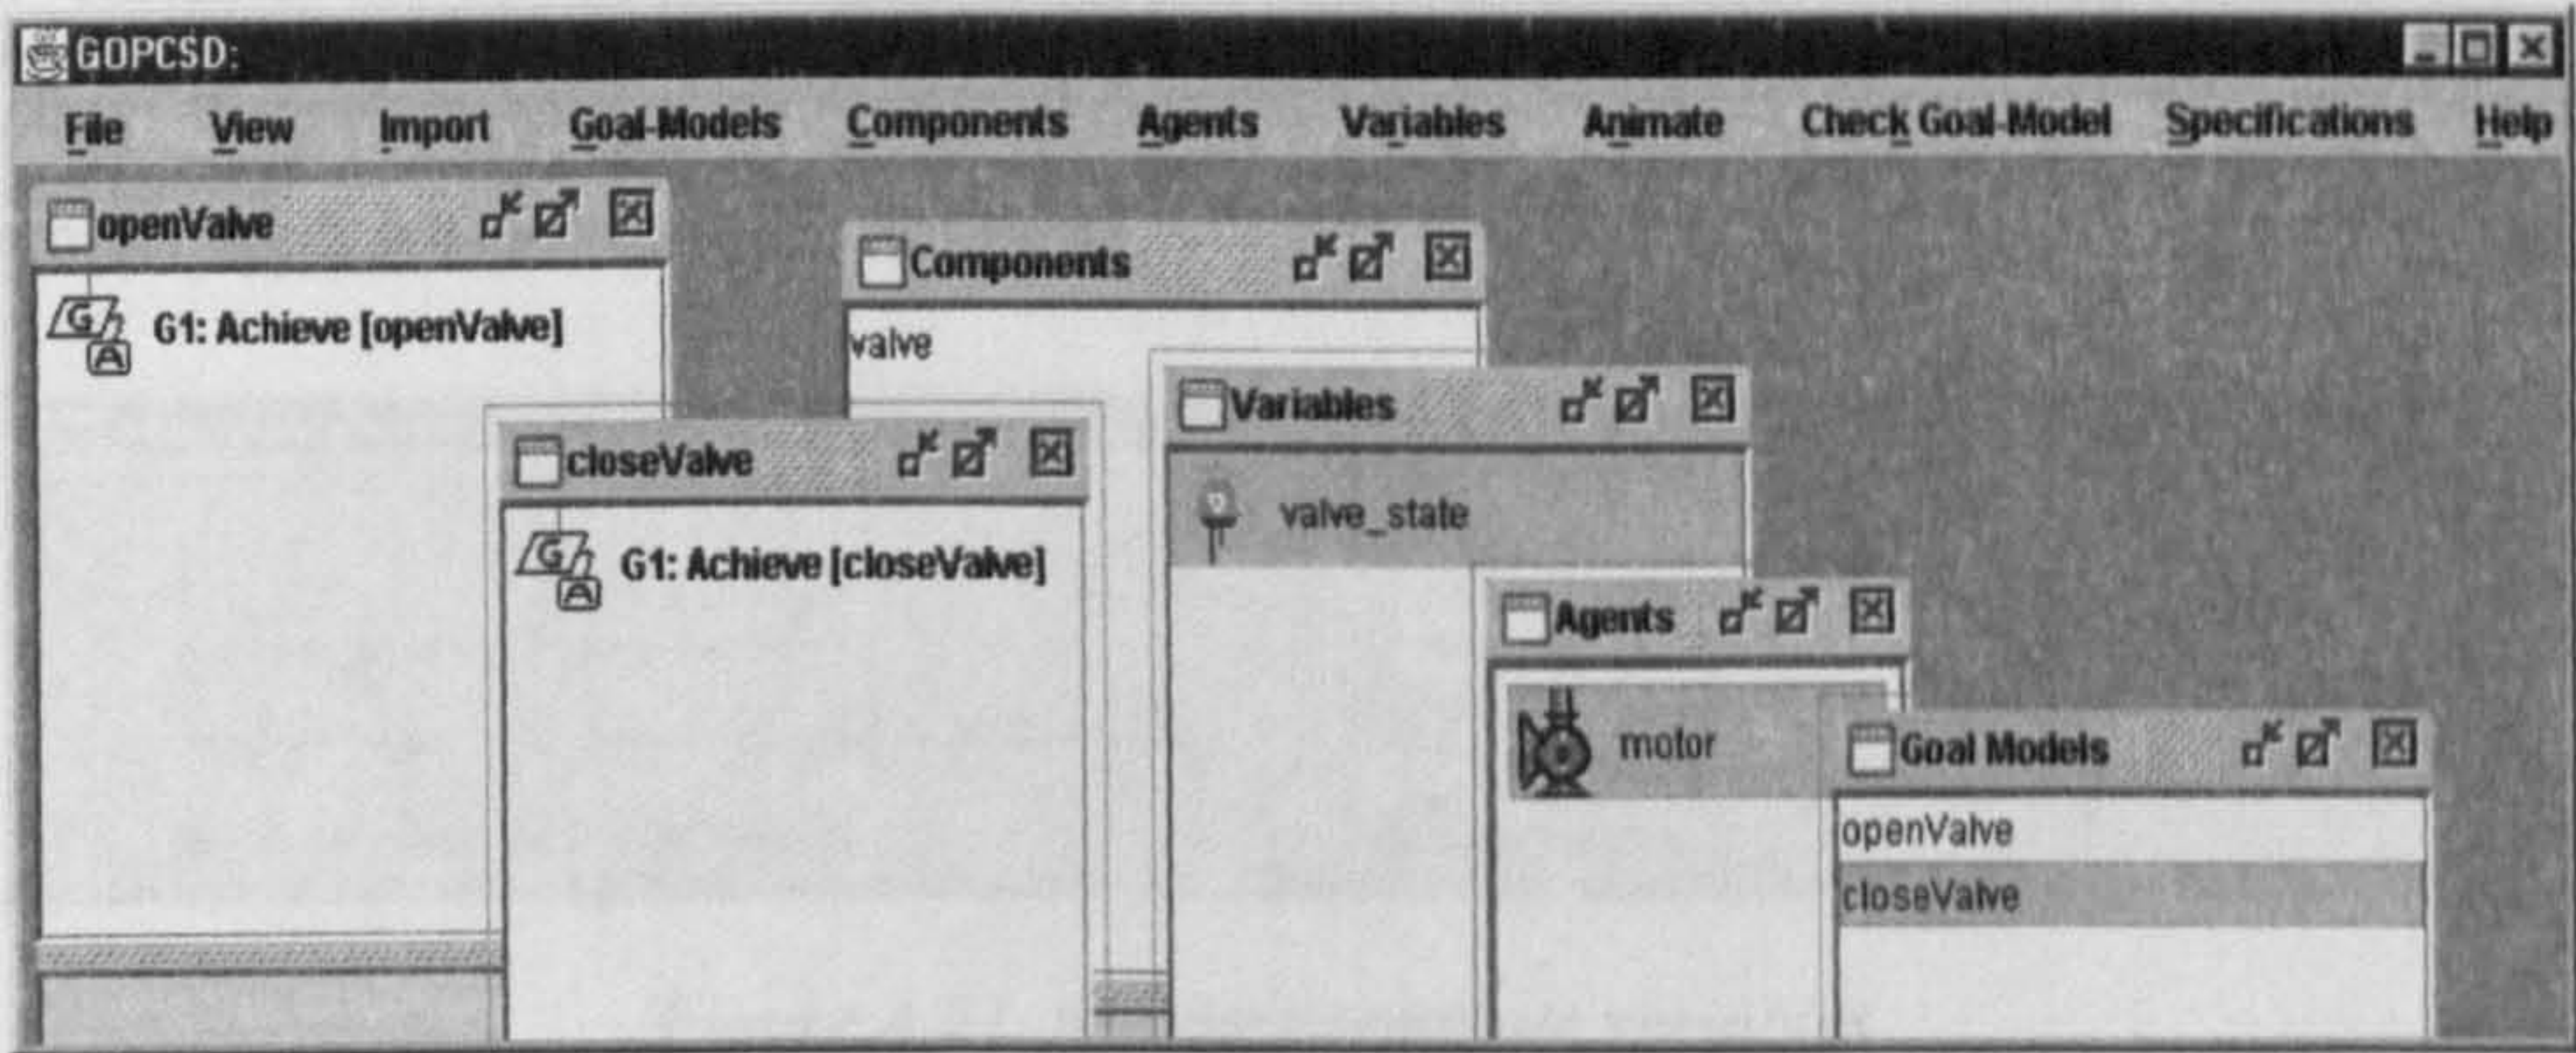 GOPCSD:
File View Import Goal-Models Components Agents Variables Animate Check Goal-Model Specifications Help
openValve
G1: Achieve [openValve]
Components
valve
closeValve
G1: Achieve [closeValve]
Variables
valve_state
Agents
motor
Goal Models
openValve
closeValve